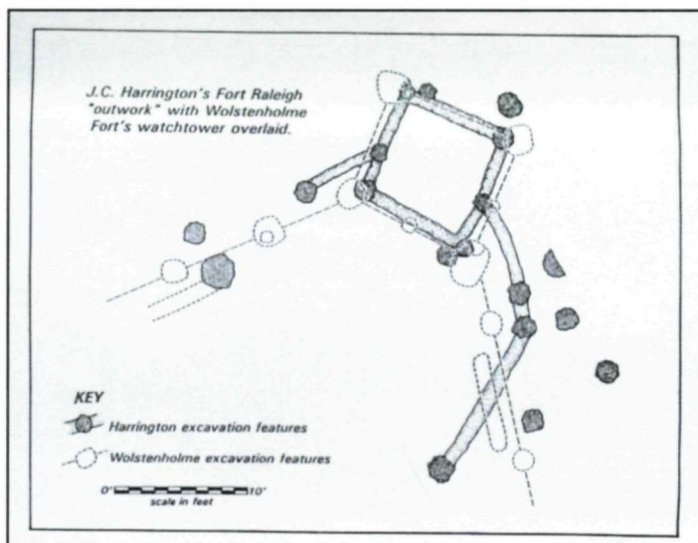 J.C. Harrington's Fort Raleigh
"outwork" with Wolstenholme
Fort's watchtower overlaid.
KEY
Harrington excavation features
Wolstenholme excavation features
0" 10'
scale in feet